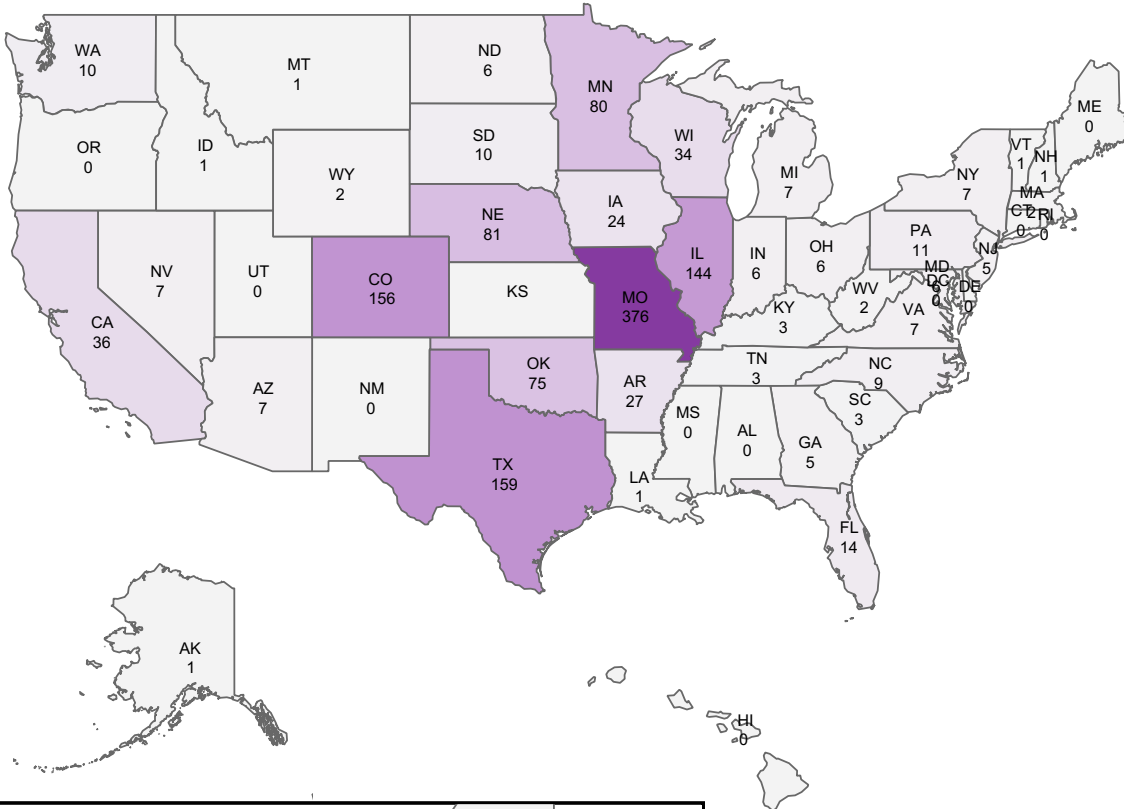 WA
10
MT
1
ND
6
MN
80
ME
0
OR
0
ID
1
SD
10
WI
34
VT
1
NH
1
WY
2
MI
7
NY
7
MA
2
IA
24
CT
0
RI
0
NE
81
PA
11
NV
7
UT
0
CO
156
KS
IL
144
IN
6
OH
6
NJ
5
MD
DC
0
DE
0
MO
376
WV
2
VA
7
CA
36
KY
3
AZ
7
NM
0
OK
75
AR
27
TN
3
NC
9
SC
3
MS
0
AL
0
GA
5
TX
159
LA
1
FL
14
AK
1
HI
0